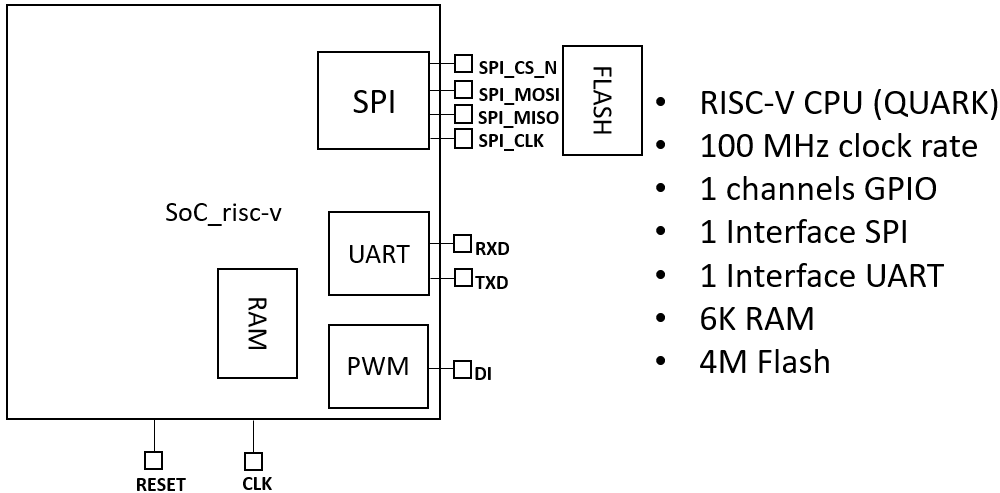 SPI
SPI_CS_N
SPI_MOSI
SPI_MISO
SPI_CLK
FLASH
SoC_risc-v
UART
RXD
TXD
RAM
PWM
DI
RESET
CLK
• RISC-V CPU (QUARK)
• 100 MHz clock rate
• 1 channels GPIO
• 1 Interface SPI
• 1 Interface UART
• 6K RAM
• 4M Flash